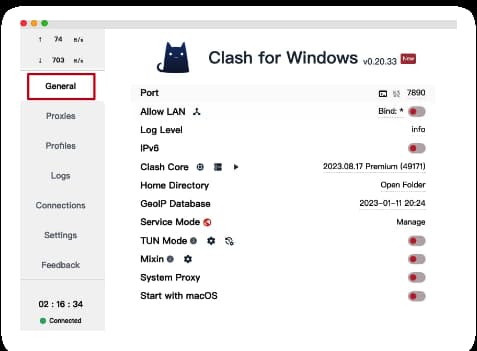 ↑ 74 B/s
↓ 703 B/s
General
Proxies
Profiles
Logs
Connections
Settings
Feedback
02 : 16 : 34
Connected
Clash for Windows v0.20.33 New
Port 7890
Allow LAN Bind: *
Log Level info
IPv6
Clash Core 2023.08.17 Premium (49171)
Home Directory Open Folder
GeoIP Database 2023-01-11 20:24
Service Mode Manage
TUN Mode
Mixin
System Proxy
Start with macOS